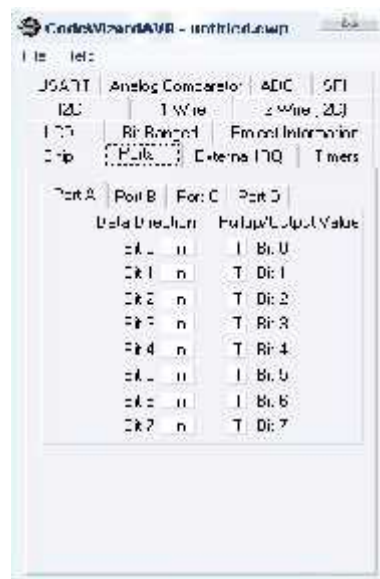 CodeWizardAVR - untitled.cwp
File Help
USART Analog Comparator ADC SPI
I2C 1 Wire 2 Wire (I2C)
LCD Bit-Banged Project Information
Chip Ports External IRQ Timers
Port A Port B Port C Port D
Data Direction Pullup/Output Value
Bit 0 In T Bit 0
Bit 1 In T Bit 1
Bit 2 In T Bit 2
Bit 3 In T Bit 3
Bit 4 In T Bit 4
Bit 5 In T Bit 5
Bit 6 In T Bit 6
Bit 7 In T Bit 7